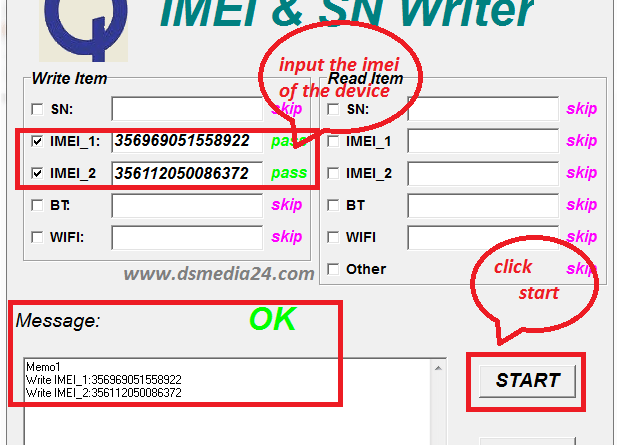 IMEI & SN Writer
input the imei
of the device
Write Item
SN: skip
IMEI_1: 356969051558922 pass
IMEI_2 356112050086372 pass
BT: skip
WIFI: skip
Read Item
SN: skip
IMEI_1 skip
IMEI_2 skip
BT skip
WIFI skip
Other skip
www.dsmedia24.com
click
start
Message: OK
Memo1
Write IMEI_1:356969051558922
Write IMEI_2:356112050086372
START